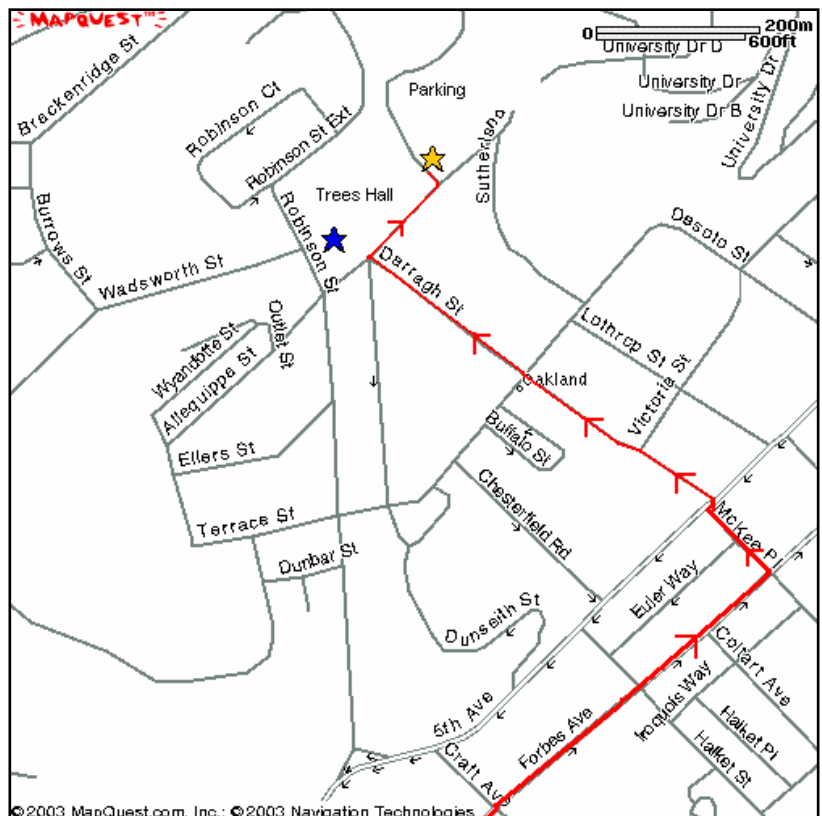 MAPQUEST™
0 200m
600ft
University Dr D
University Dr
University Dr B
University Dr
Parking
Breckenridge St
Robinson Ct
Robinson St Ext
Sutherland
Trees Hall
Burrows St
Robinson St
Wadsworth St
Desoto St
Darragh St
Outlet St
Lothrop St
Wyandotte St
Allequippa St
Oakland
Victoria St
Buffalo St
Ellers St
Chesterfield Rd
Terrace St
McKee Pl
Dunbar St
Euler Way
Dunseith St
Coltart Ave
Iroquois Way
5th Ave
Forbes Ave
Halket Pl
Halket St
Craft Ave
©2003 MapQuest.com, Inc.; ©2003 Navigation Technologies